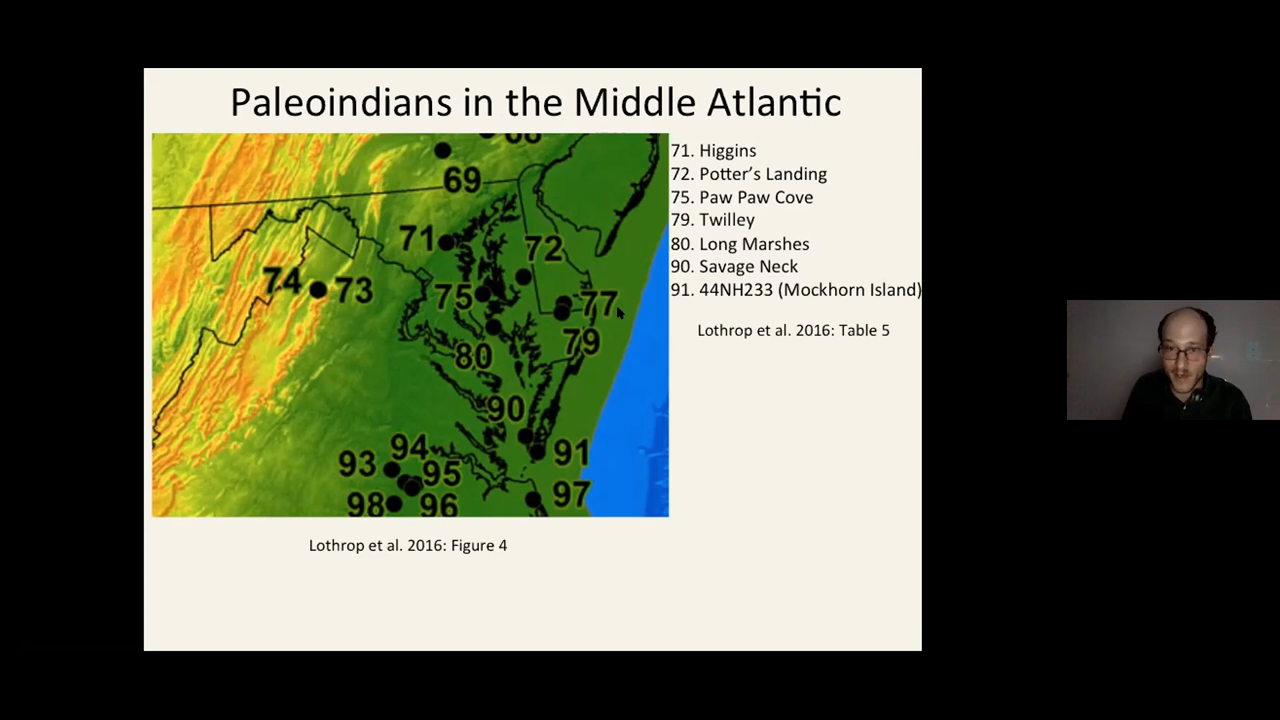 Paleoindians in the Middle Atlantic
68
69
71
72
74
73
75
77
79
80
90
94
93
95
91
98
96
97
71. Higgins
72. Potter's Landing
75. Paw Paw Cove
79. Twilley
80. Long Marshes
90. Savage Neck
91. 44NH233 (Mockhorn Island)
Lothrop et al. 2016: Table 5
Lothrop et al. 2016: Figure 4